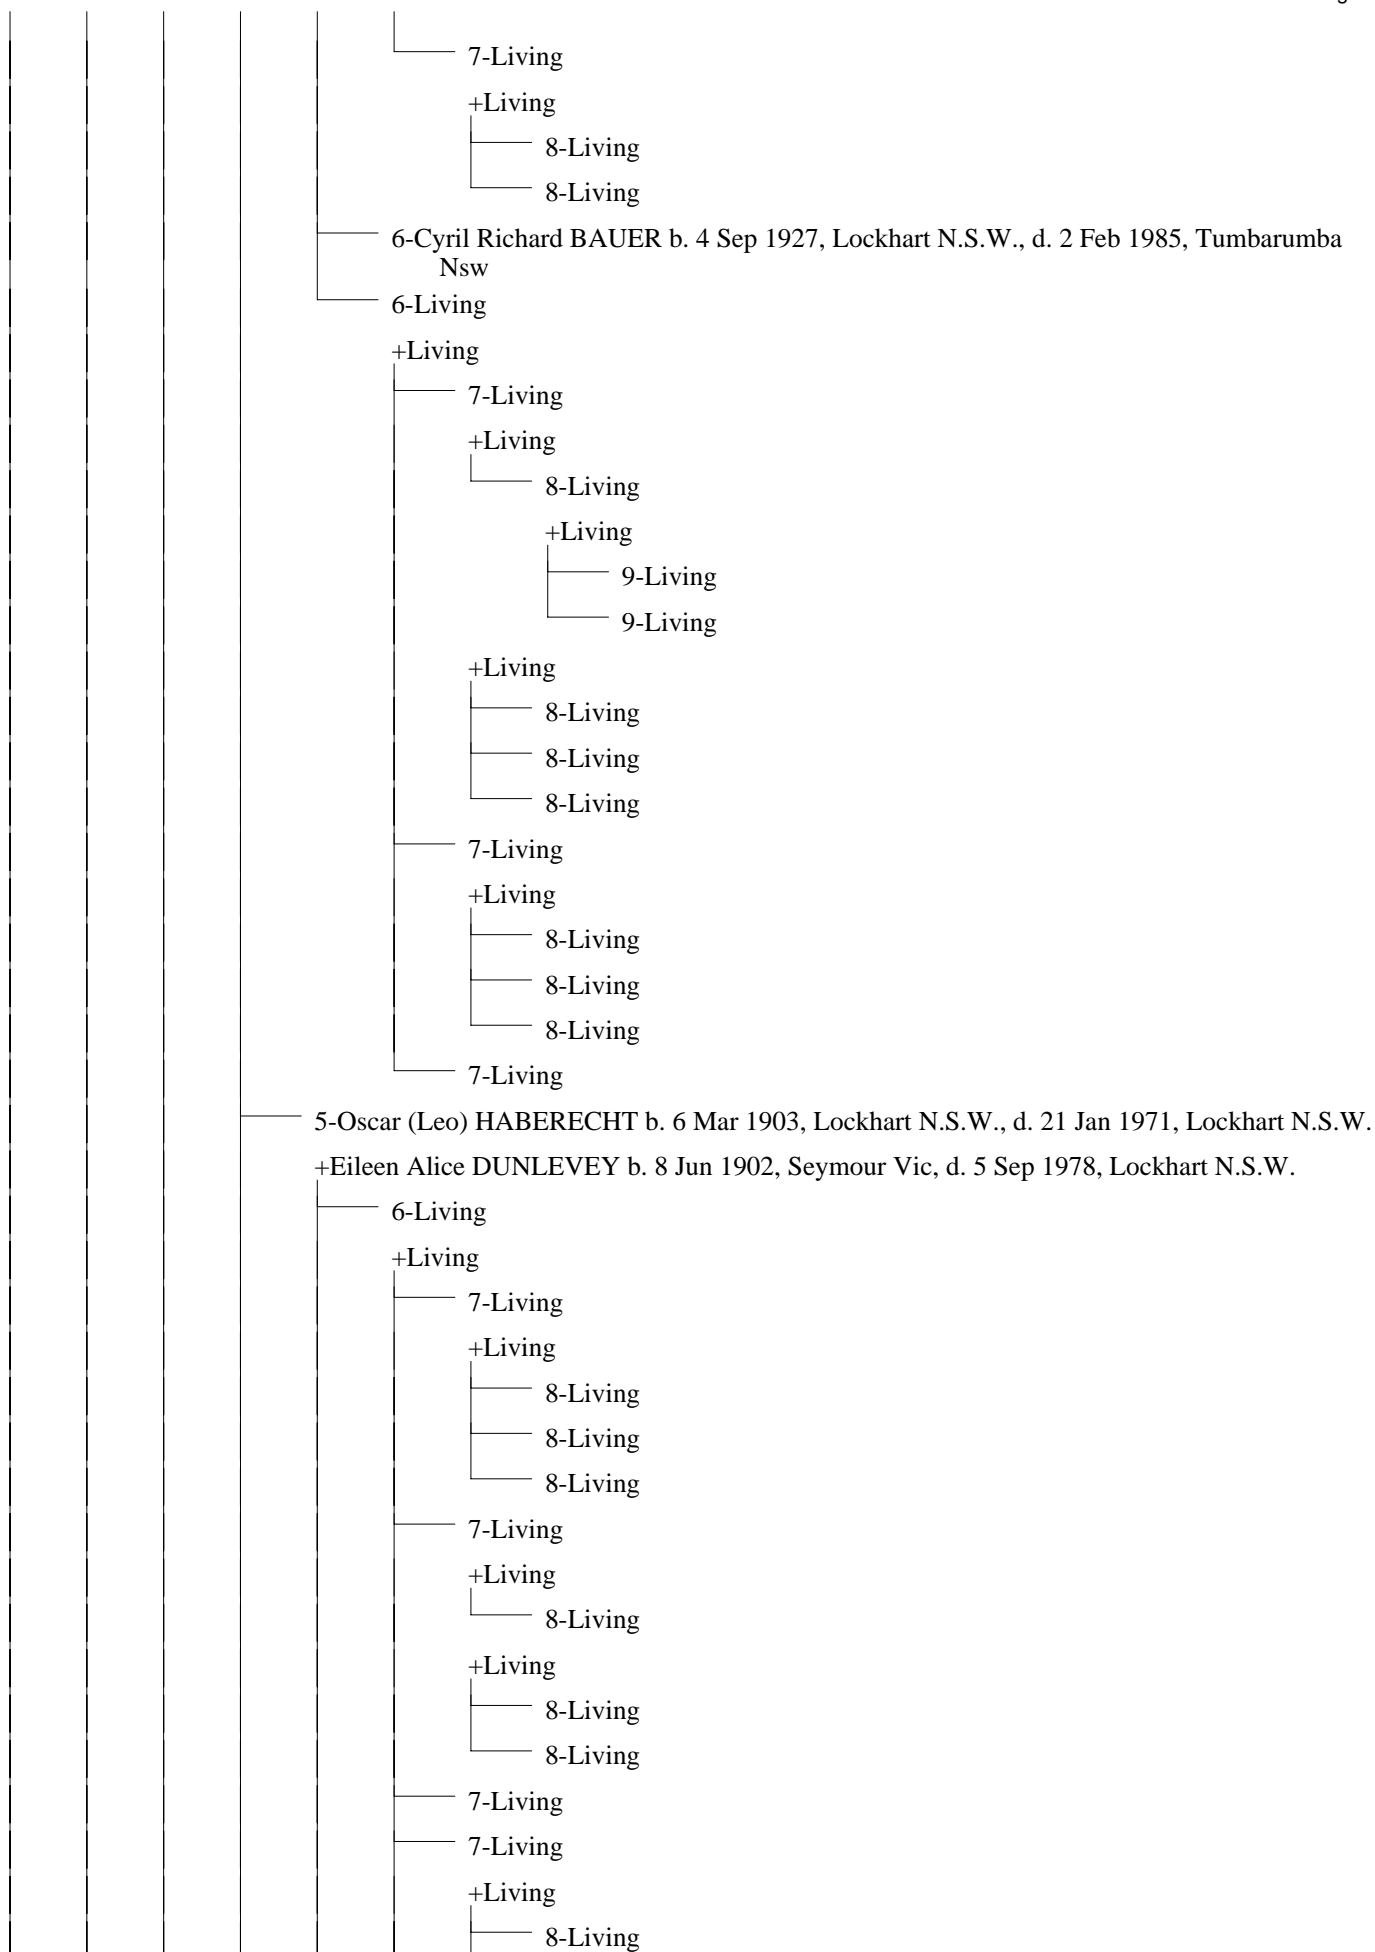 7-Living
+Living
8-Living
8-Living
6-Cyril Richard BAUER b. 4 Sep 1927, Lockhart N.S.W., d. 2 Feb 1985, Tumbarumba
Nsw
6-Living
+Living
7-Living
+Living
8-Living
+Living
9-Living
9-Living
+Living
8-Living
8-Living
8-Living
7-Living
+Living
8-Living
8-Living
8-Living
7-Living
5-Oscar (Leo) HABERECHT b. 6 Mar 1903, Lockhart N.S.W., d. 21 Jan 1971, Lockhart N.S.W.
+Eileen Alice DUNLEVEY b. 8 Jun 1902, Seymour Vic, d. 5 Sep 1978, Lockhart N.S.W.
6-Living
+Living
7-Living
+Living
8-Living
8-Living
8-Living
7-Living
+Living
8-Living
+Living
8-Living
8-Living
7-Living
7-Living
+Living
8-Living